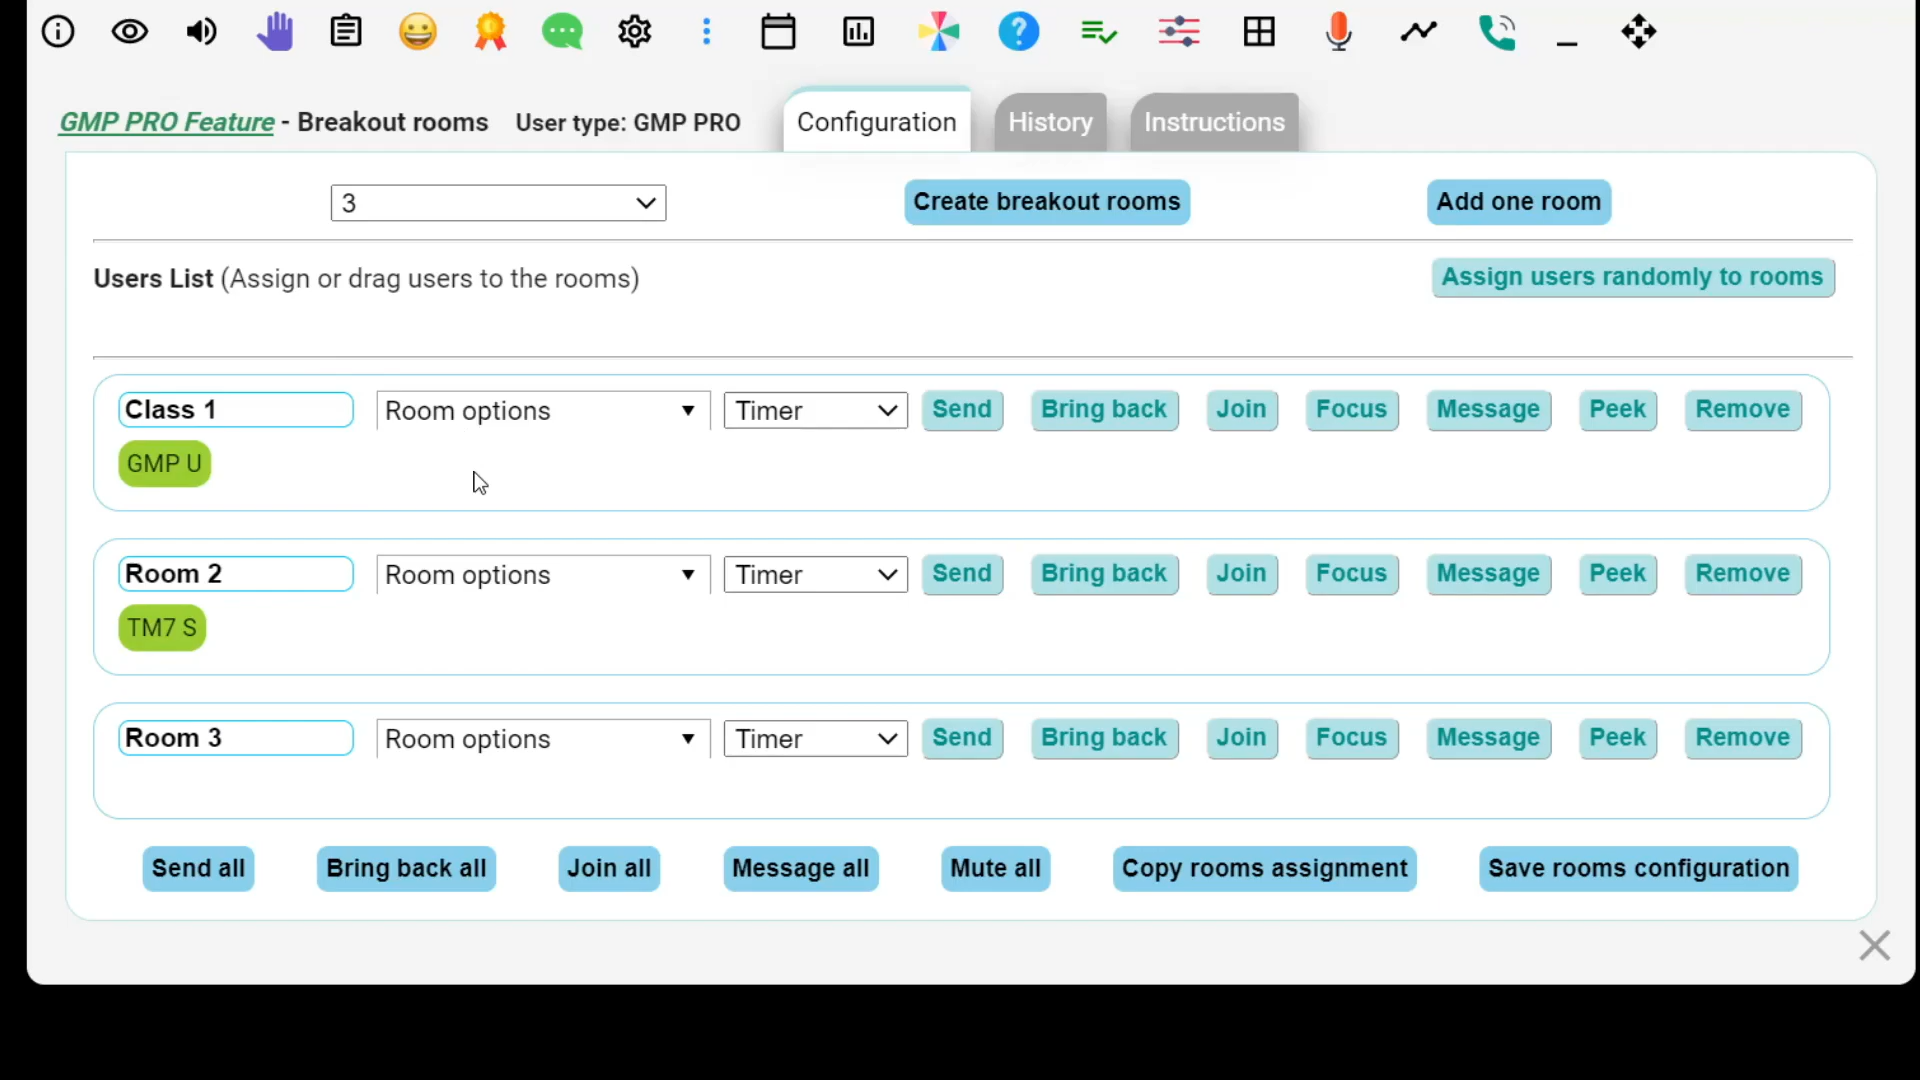 GMP PRO Feature - Breakout rooms User type: GMP PRO Configuration History Instructions
3 Create breakout rooms Add one room
Users List (Assign or drag users to the rooms) Assign users randomly to rooms
Class 1 Room options Timer Send Bring back Join Focus Message Peek Remove
GMP U
Room 2 Room options Timer Send Bring back Join Focus Message Peek Remove
TM7 S
Room 3 Room options Timer Send Bring back Join Focus Message Peek Remove
Send all Bring back all Join all Message all Mute all Copy rooms assignment Save rooms configuration